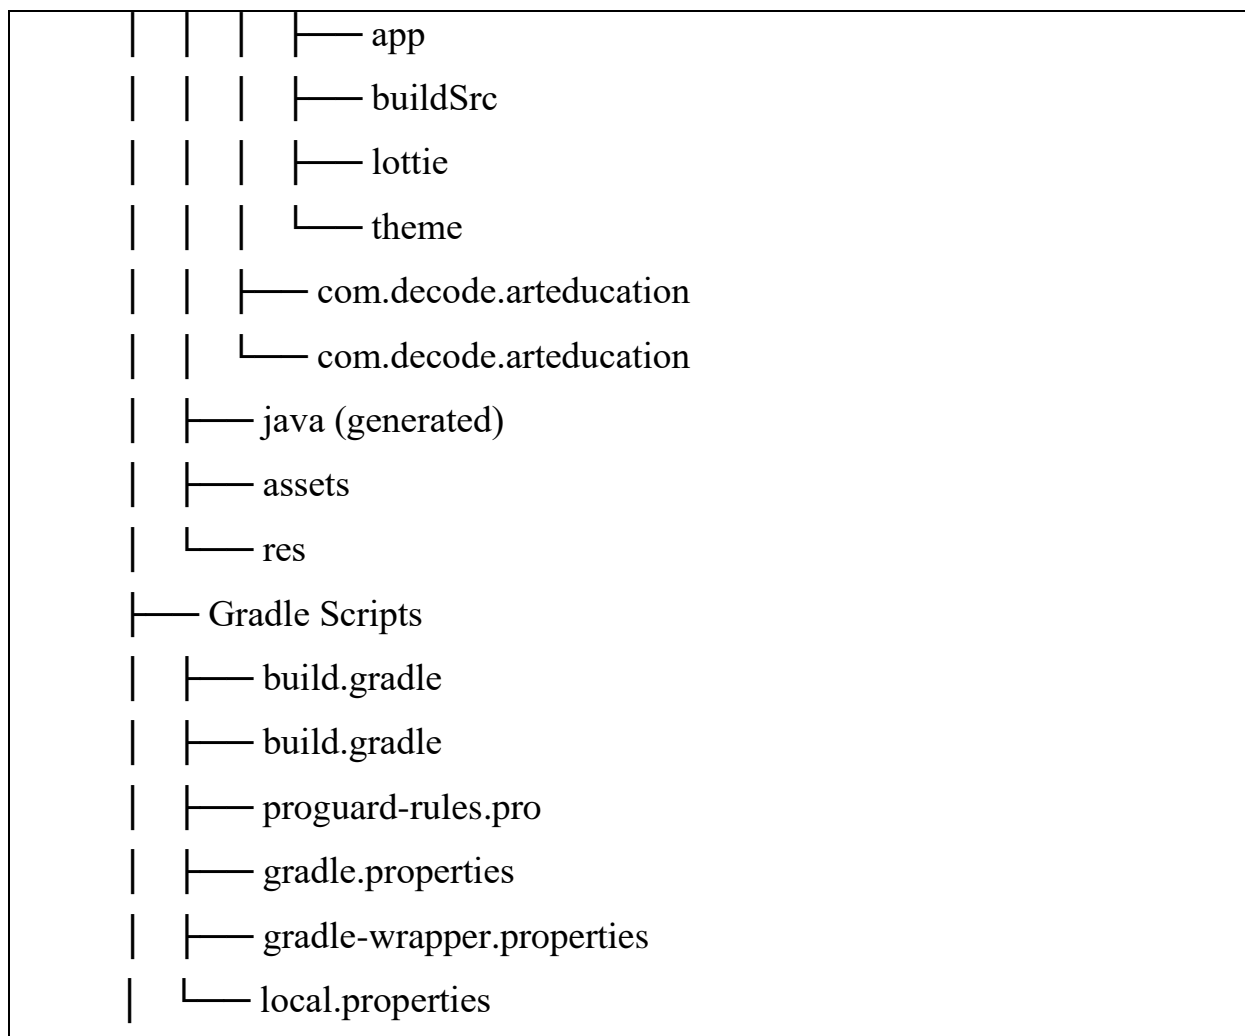 │ │ │ ├── app
│ │ │ ├── buildSrc
│ │ │ ├── lottie
│ │ │ └── theme
│ │ ├── com.decode.arteducation
│ │ └── com.decode.arteducation
│ ├── java (generated)
│ ├── assets
│ └── res
├── Gradle Scripts
│ ├── build.gradle
│ ├── build.gradle
│ ├── proguard-rules.pro
│ ├── gradle.properties
│ ├── gradle-wrapper.properties
│ └── local.properties